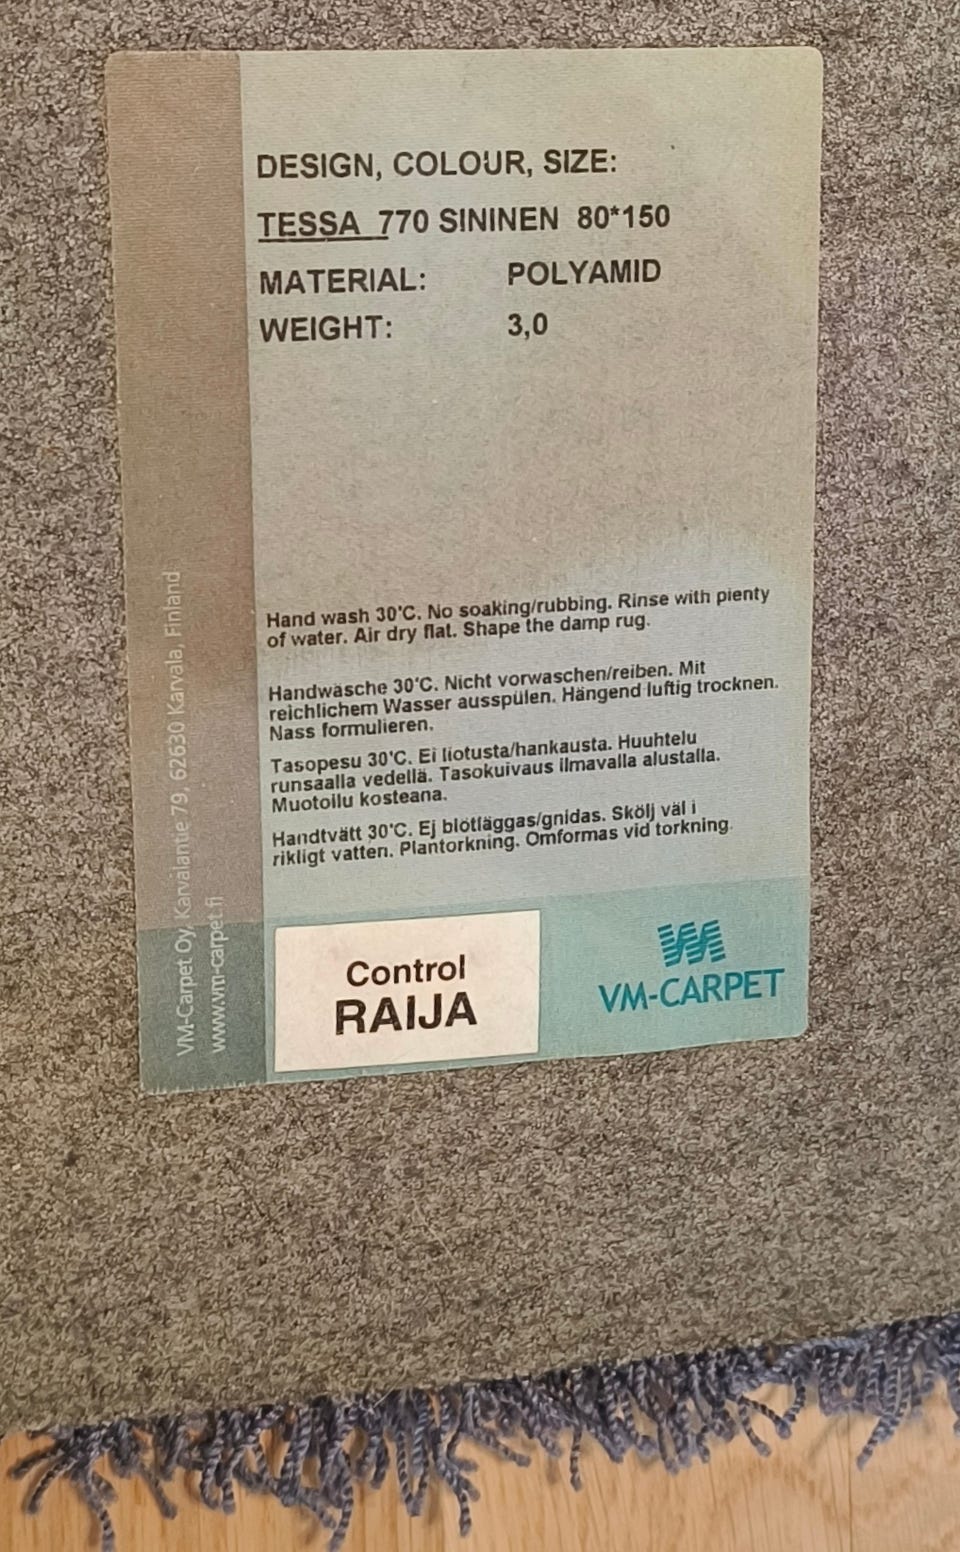 DESIGN, COLOUR, SIZE:
TESSA 770 SININEN 80*150
MATERIAL: POLYAMID
WEIGHT: 3,0
Hand wash 30'C. No soaking/rubbing. Rinse with plenty
of water. Air dry flat. Shape the damp rug.
Handwäsche 30'C. Nicht vorwaschen/reiben. Mit
reichlichem Wasser ausspülen. Hängend luftig trocknen.
Nass formulieren.
Tasopesu 30'C. Ei liotusta/hankausta. Huuhtelu
runsaalla vedellä. Tasokuivaus ilmavalla alustalla.
Muotoilu kosteana.
Handtvätt 30'C. Ej blötläggas/gnidas. Skölj väl i
rikligt vatten. Plantorkning. Omformas vid torkning.
VM-Carpet Oy, Karvalantie 79, 62630 Karvala, Finland
www.vm-carpet.fi
Control
RAIJA
VM-CARPET